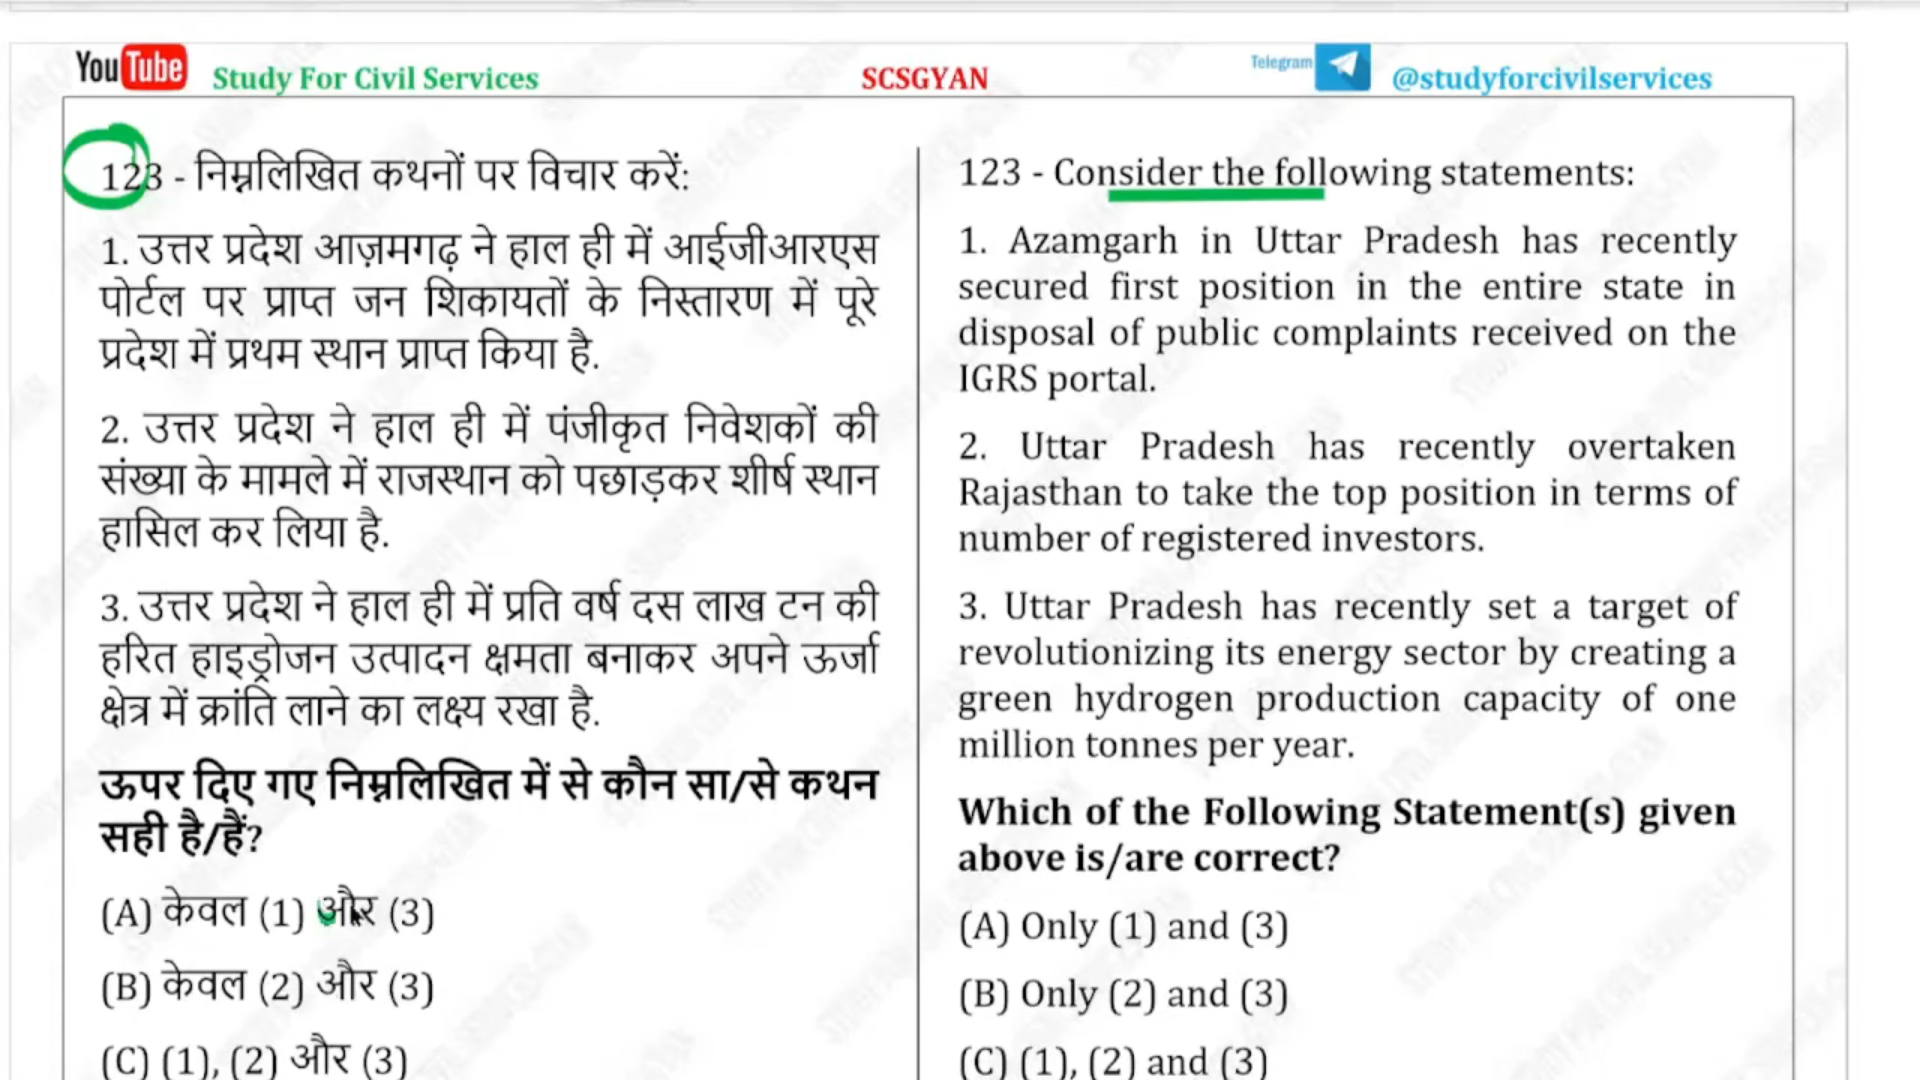 YouTube Study For Civil Services SCSGYAN Telegram @studyforcivilservices
123 - निम्नलिखित कथनों पर विचार करें:
1. उत्तर प्रदेश आज़मगढ़ ने हाल ही में आईजीआरएस
पोर्टल पर प्राप्त जन शिकायतों के निस्तारण में पूरे
प्रदेश में प्रथम स्थान प्राप्त किया है.
2. उत्तर प्रदेश ने हाल ही में पंजीकृत निवेशकों की
संख्या के मामले में राजस्थान को पछाड़कर शीर्ष स्थान
हासिल कर लिया है.
3. उत्तर प्रदेश ने हाल ही में प्रति वर्ष दस लाख टन की
हरित हाइड्रोजन उत्पादन क्षमता बनाकर अपने ऊर्जा
क्षेत्र में क्रांति लाने का लक्ष्य रखा है.
ऊपर दिए गए निम्नलिखित में से कौन सा/से कथन
सही है/हैं?
(A) केवल (1) और (3)
(B) केवल (2) और (3)
(C) (1), (2) और (3)
123 - Consider the following statements:
1. Azamgarh in Uttar Pradesh has recently
secured first position in the entire state in
disposal of public complaints received on the
IGRS portal.
2. Uttar Pradesh has recently overtaken
Rajasthan to take the top position in terms of
number of registered investors.
3. Uttar Pradesh has recently set a target of
revolutionizing its energy sector by creating a
green hydrogen production capacity of one
million tonnes per year.
Which of the Following Statement(s) given
above is/are correct?
(A) Only (1) and (3)
(B) Only (2) and (3)
(C) (1), (2) and (3)